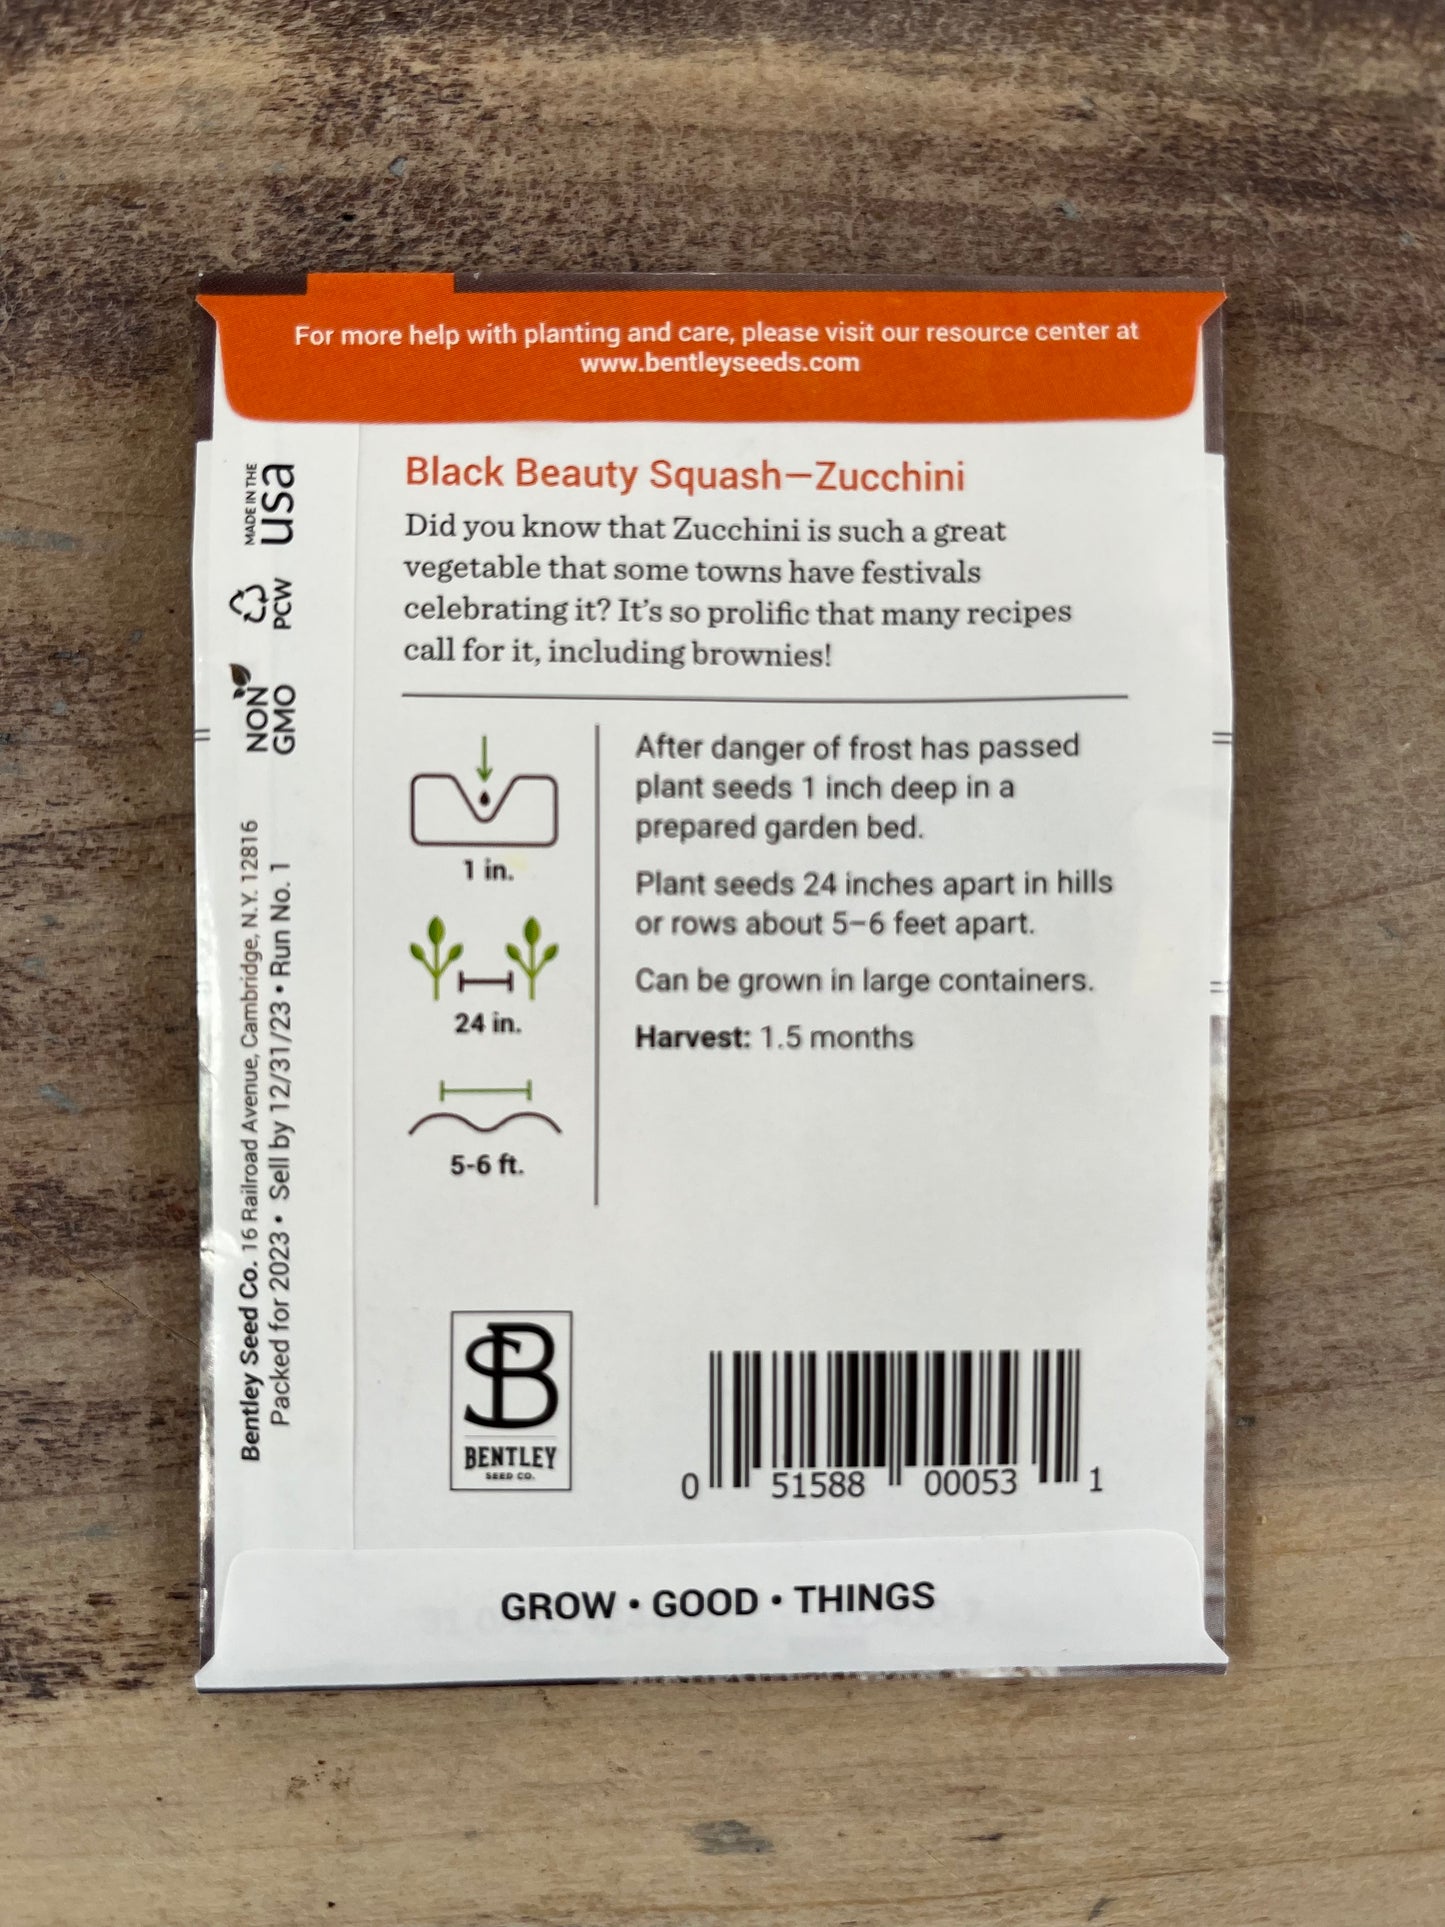 For more help with planting and care, please visit our resource center at
www.bentleyseeds.com
MADE IN THE
usa
PCW
NON
GMO
Bentley Seed Co. 16 Railroad Avenue, Cambridge, N.Y. 12816
Packed for 2023 • Sell by 12/31/23 • Run No. 1
Black Beauty Squash—Zucchini
Did you know that Zucchini is such a great
vegetable that some towns have festivals
celebrating it? It’s so prolific that many recipes
call for it, including brownies!
1 in.
24 in.
5-6 ft.
After danger of frost has passed
plant seeds 1 inch deep in a
prepared garden bed.
Plant seeds 24 inches apart in hills
or rows about 5–6 feet apart.
Can be grown in large containers.
Harvest: 1.5 months
SB
BENTLEY
SEED CO.
0 51588 00053 1
GROW • GOOD • THINGS